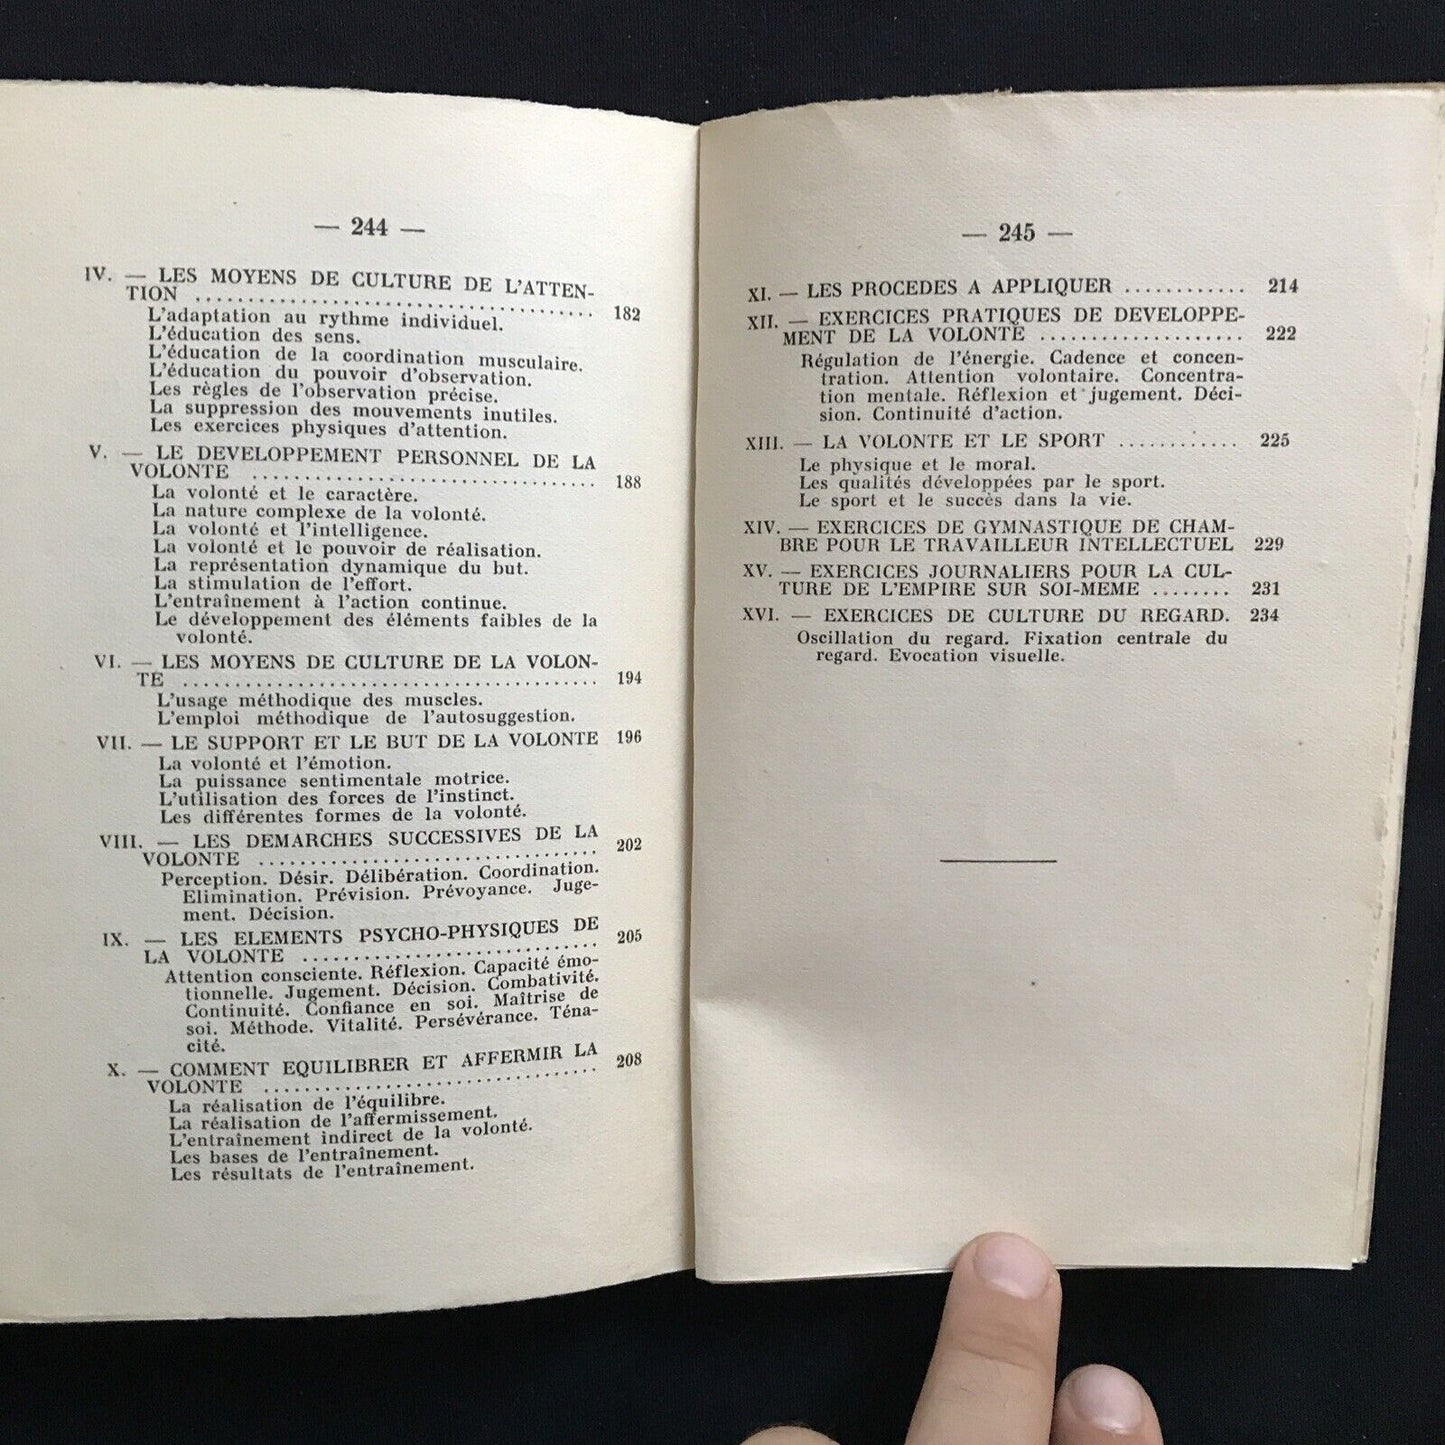 — 244 —
IV. — LES MOYENS DE CULTURE DE L'ATTEN-
TION ........................................ 182
L'adaptation au rythme individuel.
L'éducation des sens.
L'éducation de la coordination musculaire.
L'éducation du pouvoir d'observation.
Les règles de l'observation précise.
La suppression des mouvements inutiles.
Les exercices physiques d'attention.
V. — LE DEVELOPPEMENT PERSONNEL DE LA
VOLONTE .................................. 188
La volonté et le caractère.
La nature complexe de la volonté.
La volonté et l'intelligence.
La volonté et le pouvoir de réalisation.
La représentation dynamique du but.
La stimulation de l'effort.
L'entraînement à l'action continue.
Le développement des éléments faibles de la
volonté.
VI. — LES MOYENS DE CULTURE DE LA VOLON-
TE ......................................... 194
L'usage méthodique des muscles.
L'emploi méthodique de l'autosuggestion.
VII. — LE SUPPORT ET LE BUT DE LA VOLONTE 196
La volonté et l'émotion.
La puissance sentimentale motrice.
L'utilisation des forces de l'instinct.
Les différentes formes de la volonté.
VIII. — LES DEMARCHES SUCCESSIVES DE LA
VOLONTE .................................. 202
Perception. Désir. Délibération. Coordination.
Elimination. Prévision. Prévoyance. Juge-
ment. Décision.
IX. — LES ELEMENTS PSYCHO-PHYSIQUES DE
LA VOLONTE .............................. 205
Attention consciente. Réflexion. Capacité émo-
tionnelle. Jugement. Décision. Combativité.
Continuité. Confiance en soi. Maîtrise de
soi. Méthode. Vitalité. Persévérance. Téna-
cité.
X. — COMMENT EQUILIBRER ET AFFERMIR LA
VOLONTE .................................. 208
La réalisation de l'équilibre.
La réalisation de l'affermissement.
L'entraînement indirect de la volonté.
Les bases de l'entraînement.
Les résultats de l'entraînement.
— 245 —
XI. — LES PROCEDES A APPLIQUER ............ 214
XII. — EXERCICES PRATIQUES DE DEVELOPPE-
MENT DE LA VOLONTE .................... 222
Régulation de l'énergie. Cadence et concen-
tration. Attention volontaire. Concentra-
tion mentale. Réflexion et jugement. Déci-
sion. Continuité d'action.
XIII. — LA VOLONTE ET LE SPORT ............ 225
Le physique et le moral.
Les qualités développées par le sport.
Le sport et le succès dans la vie.
XIV. — EXERCICES DE GYMNASTIQUE DE CHAM-
BRE POUR LE TRAVAILLEUR INTELLECTUEL 229
XV. — EXERCICES JOURNALIERS POUR LA CUL-
TURE DE L'EMPIRE SUR SOI-MEME ........ 231
XVI. — EXERCICES DE CULTURE DU REGARD. 234
Oscillation du regard. Fixation centrale du
regard. Evocation visuelle.